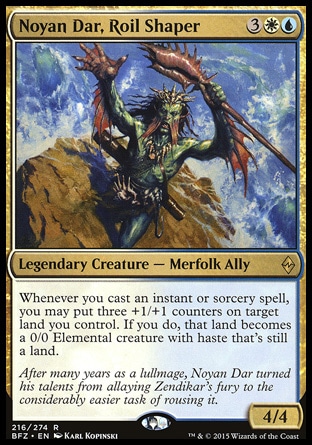 Noyan Dar, Roil Shaper 3
Legendary Creature — Merfolk Ally
Whenever you cast an instant or sorcery spell,
you may put three +1/+1 counters on target
land you control. If you do, that land becomes
a 0/0 Elemental creature with haste that's still
a land.
After many years as a lullmage, Noyan Dar turned
his talents from allaying Zendikar's fury to the
considerably easier task of rousing it.
4/4
216/274 R
BFZ • EN Karl Kopinski
™ & © 2015 Wizards of the Coast